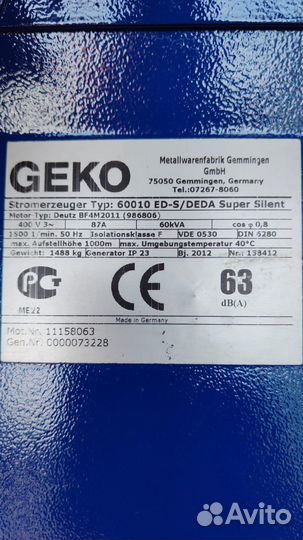 GEKO
Metallwarenfabrik Gemmingen
GmbH
75050 Gemmingen, Germany
Tel.:07267-8060
Stromerzeuger Typ: 60010 ED-S/DEDA Super Silent
Motor-Typ: Deutz BF4M2011 (986806)
400 V 3~ 87A 60kVA cos φ 0,8
1500 1/min. 50 Hz Isolationsklasse F VDE 0530 DIN 6280
max. Aufstellhöhe 1000m max. Umgebungstemperatur 40°C
Gewicht: 1488 kg Generator IP 23 Bj. 2012 Nr.: 138412
РСТ
ME22
CE
Made in Germany
63
dB(A)
Mot.Nr. 11158063
Gen.Nr. 0000073228
Avito